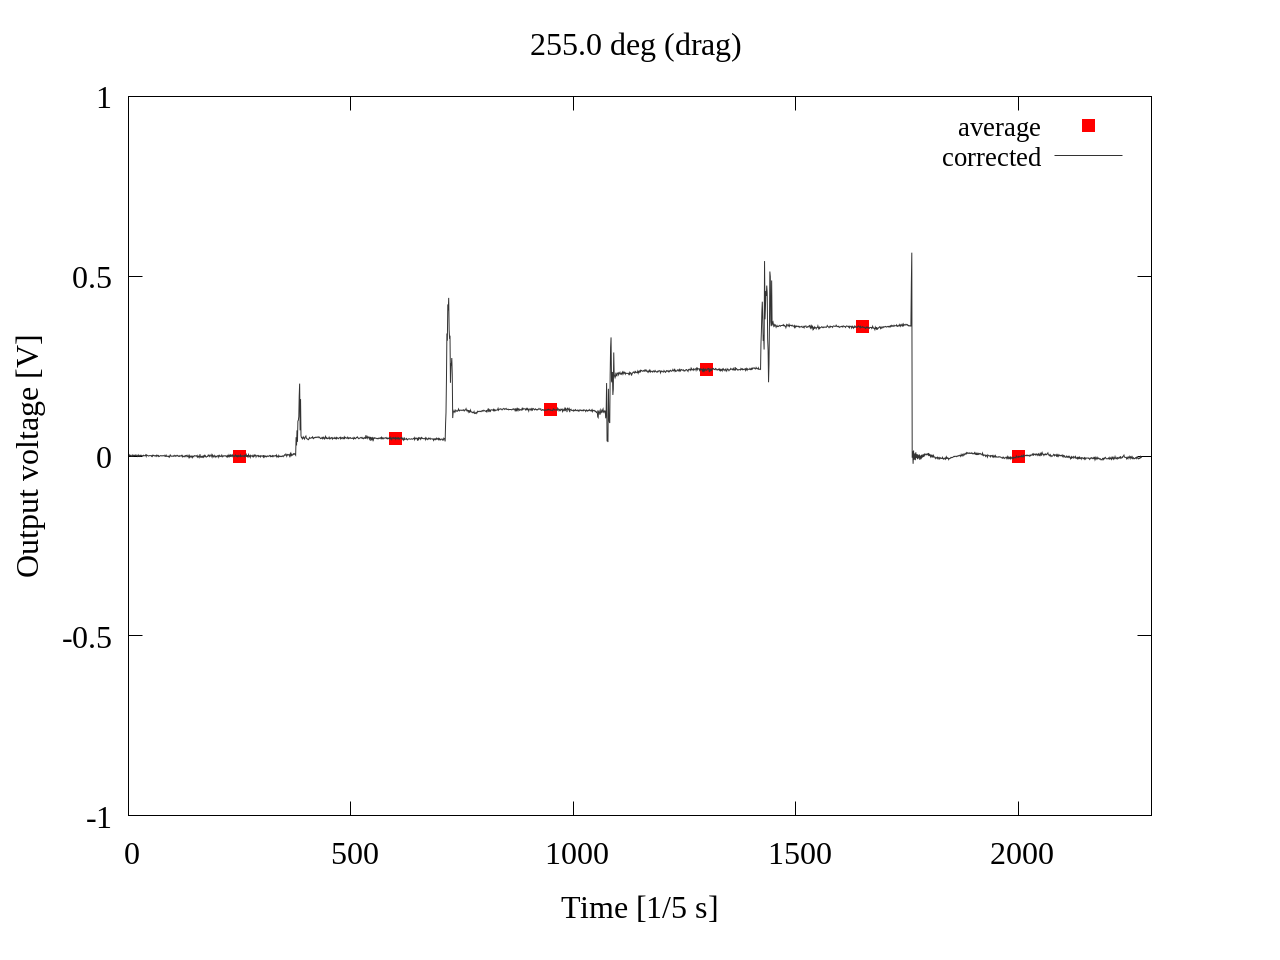 255.0 deg (drag)
average
corrected
1
0.5
0
-0.5
-1
Output voltage [V]
0 500 1000 1500 2000
Time [1/5 s]